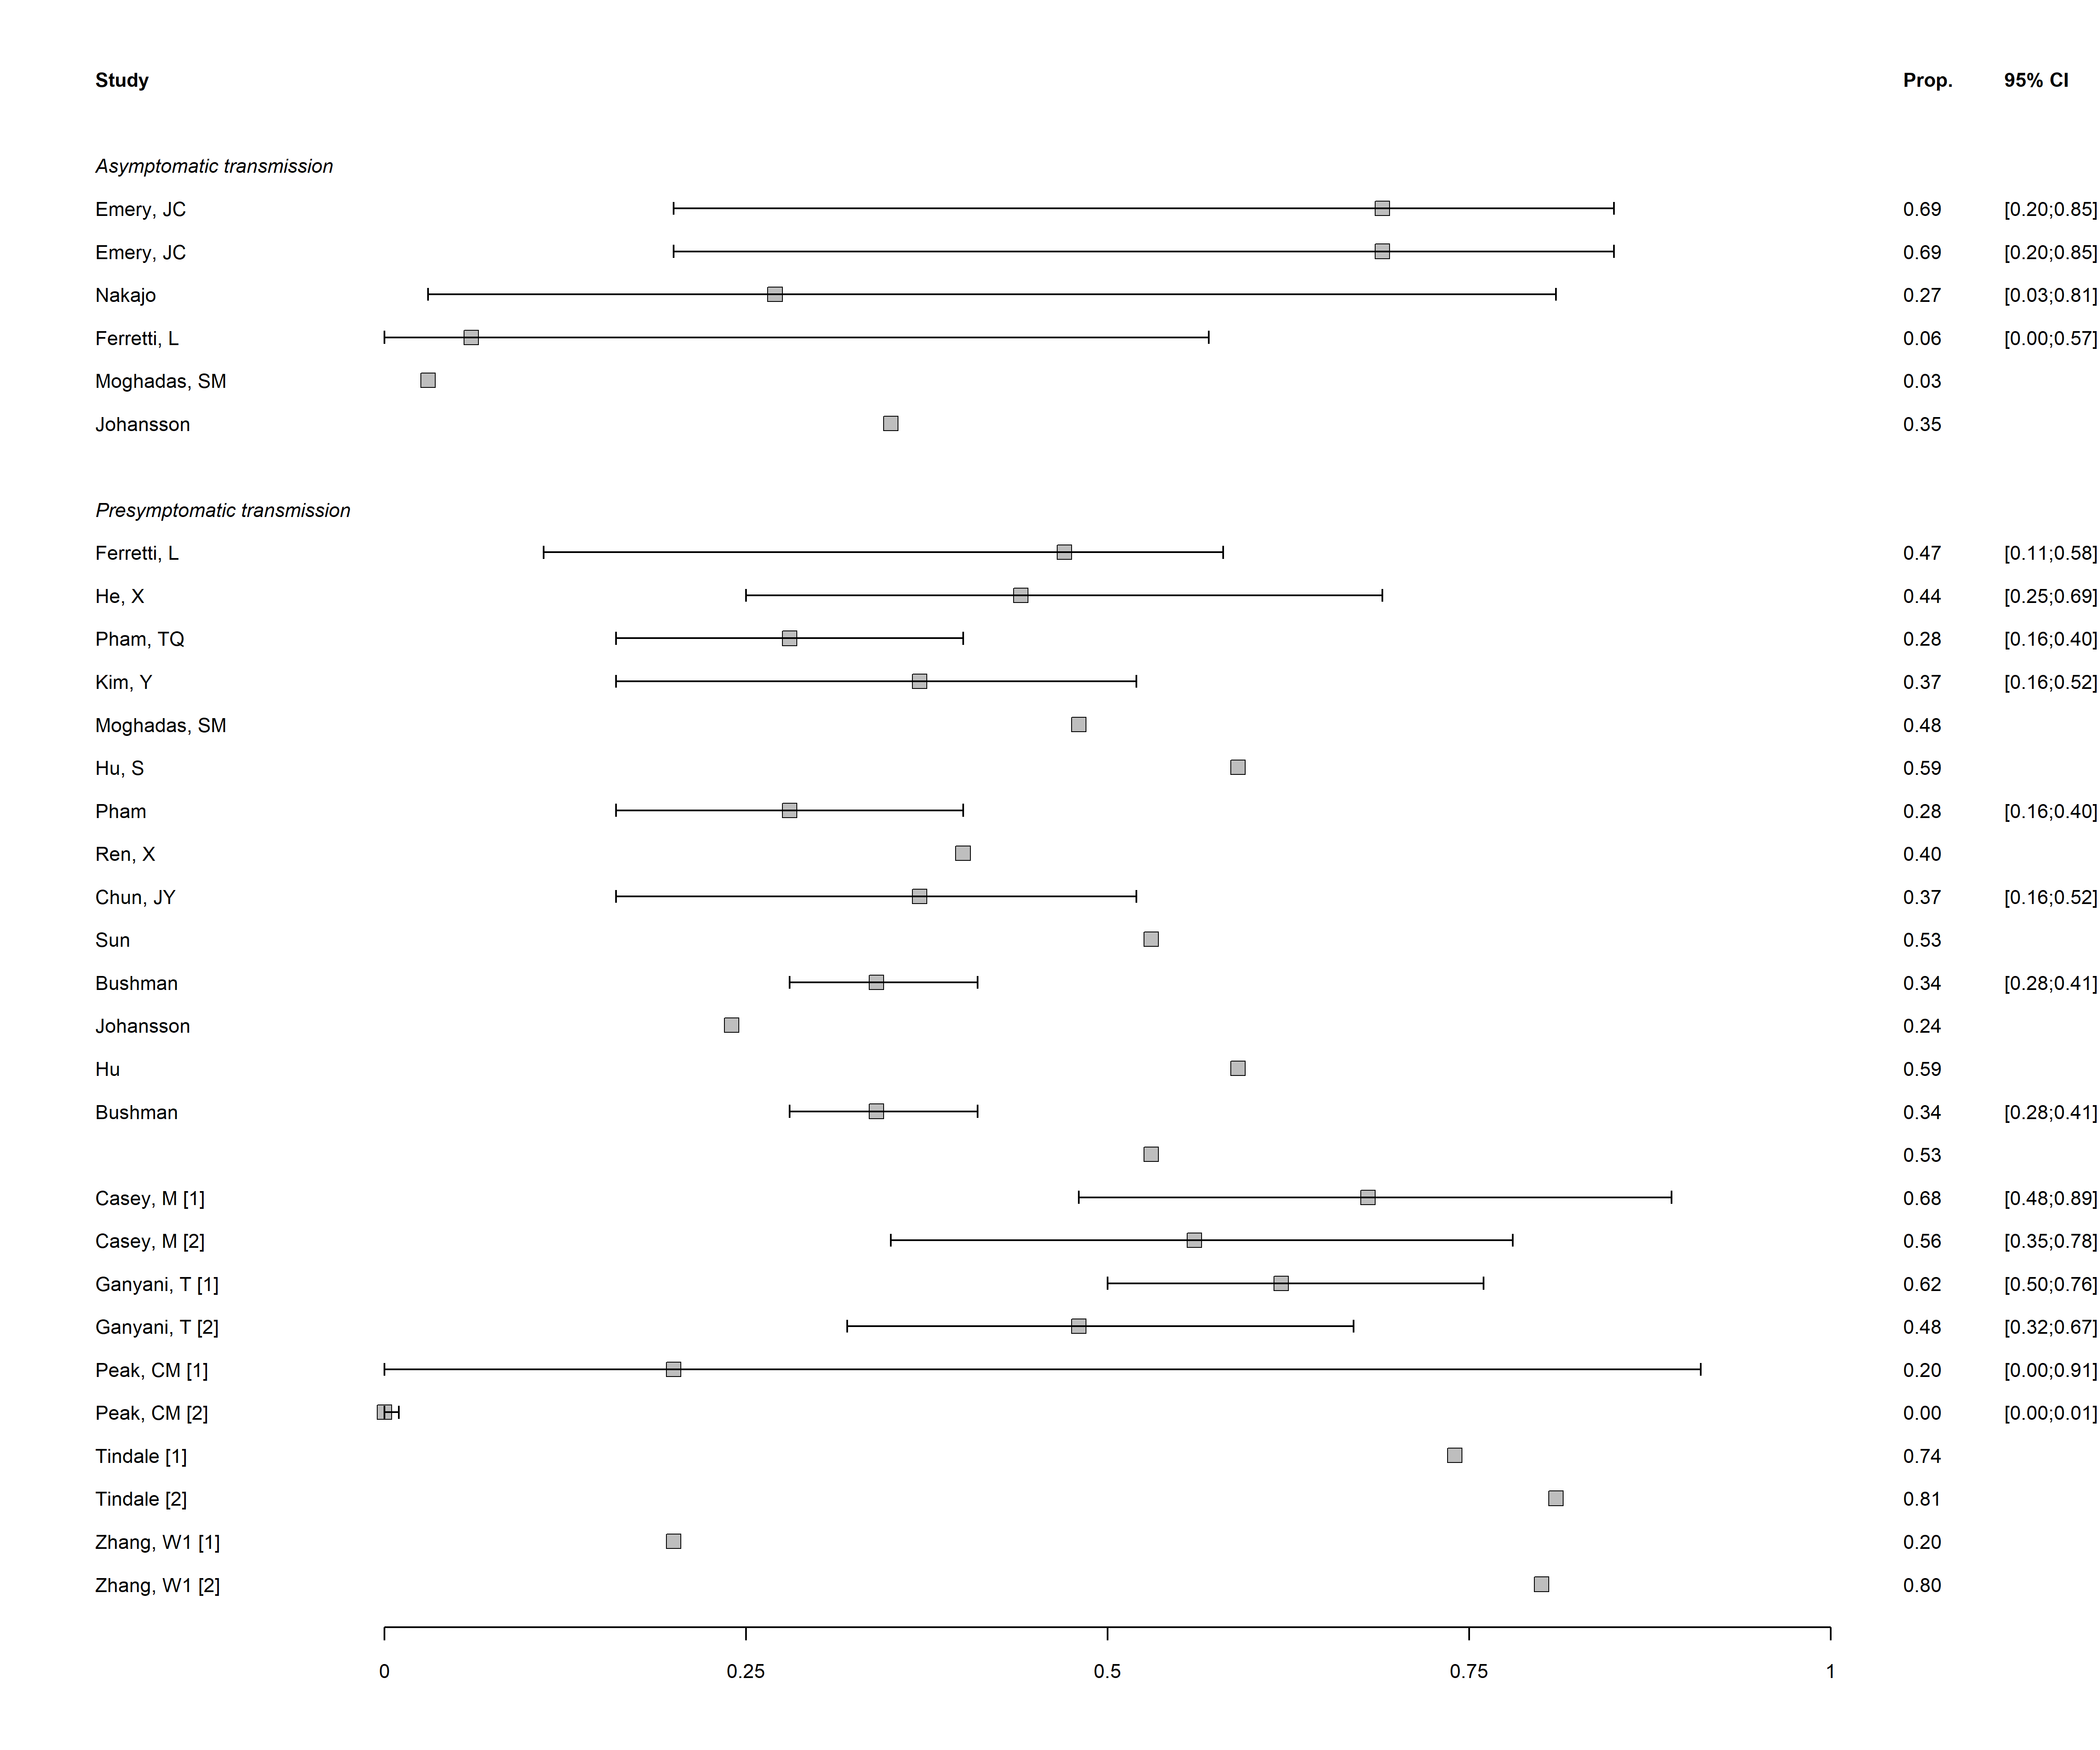 Study Prop. 95% CI
Asymptomatic transmission
Emery, JC 0.69 [0.20;0.85]
Emery, JC 0.69 [0.20;0.85]
Nakajo 0.27 [0.03;0.81]
Ferretti, L 0.06 [0.00;0.57]
Moghadas, SM 0.03
Johansson 0.35
Presymptomatic transmission
Ferretti, L 0.47 [0.11;0.58]
He, X 0.44 [0.25;0.69]
Pham, TQ 0.28 [0.16;0.40]
Kim, Y 0.37 [0.16;0.52]
Moghadas, SM 0.48
Hu, S 0.59
Pham 0.28 [0.16;0.40]
Ren, X 0.40
Chun, JY 0.37 [0.16;0.52]
Sun 0.53
Bushman 0.34 [0.28;0.41]
Johansson 0.24
Hu 0.59
Bushman 0.34 [0.28;0.41]
0.53
Casey, M [1] 0.68 [0.48;0.89]
Casey, M [2] 0.56 [0.35;0.78]
Ganyani, T [1] 0.62 [0.50;0.76]
Ganyani, T [2] 0.48 [0.32;0.67]
Peak, CM [1] 0.20 [0.00;0.91]
Peak, CM [2] 0.00 [0.00;0.01]
Tindale [1] 0.74
Tindale [2] 0.81
Zhang, W1 [1] 0.20
Zhang, W1 [2] 0.80
0 0.25 0.5 0.75 1